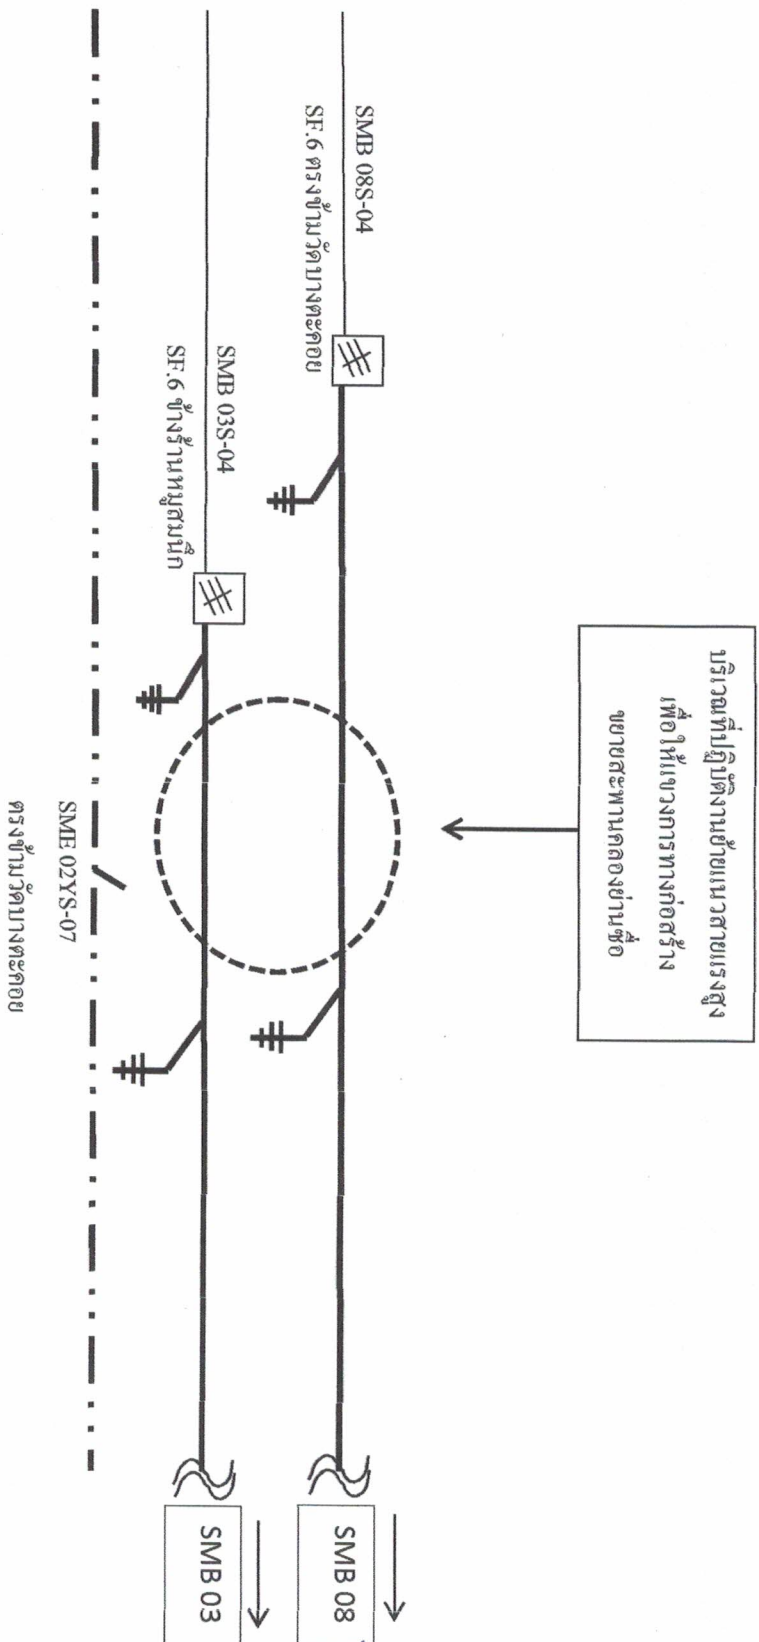 บริเวณที่ปฏิบัติงานย้ายแนวสายแรงสูง
เพื่อให้แขวงการทางก่อสร้าง
ขยายสะพานคลองย่านซื่อ
SMB 08S-04
SF.6 ตรงข้ามวัดบางตะคอย
SMB 08
SMB 03S-04
SF.6 ข้างร้านหมูสมนึก
SMB 03
SME 02YS-07
ตรงข้ามวัดบางตะคอย